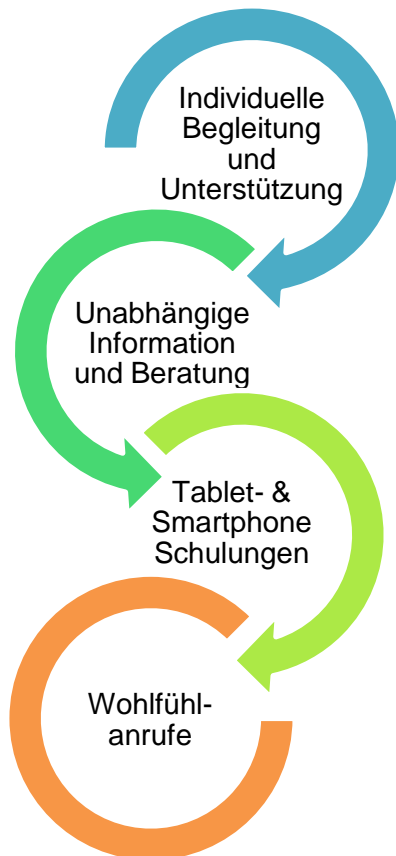 Individuelle
Begleitung
und
Unterstützung
Unabhängige
Information
und Beratung
Tablet- &
Smartphone
Schulungen
Wohlfühl-
anrufe